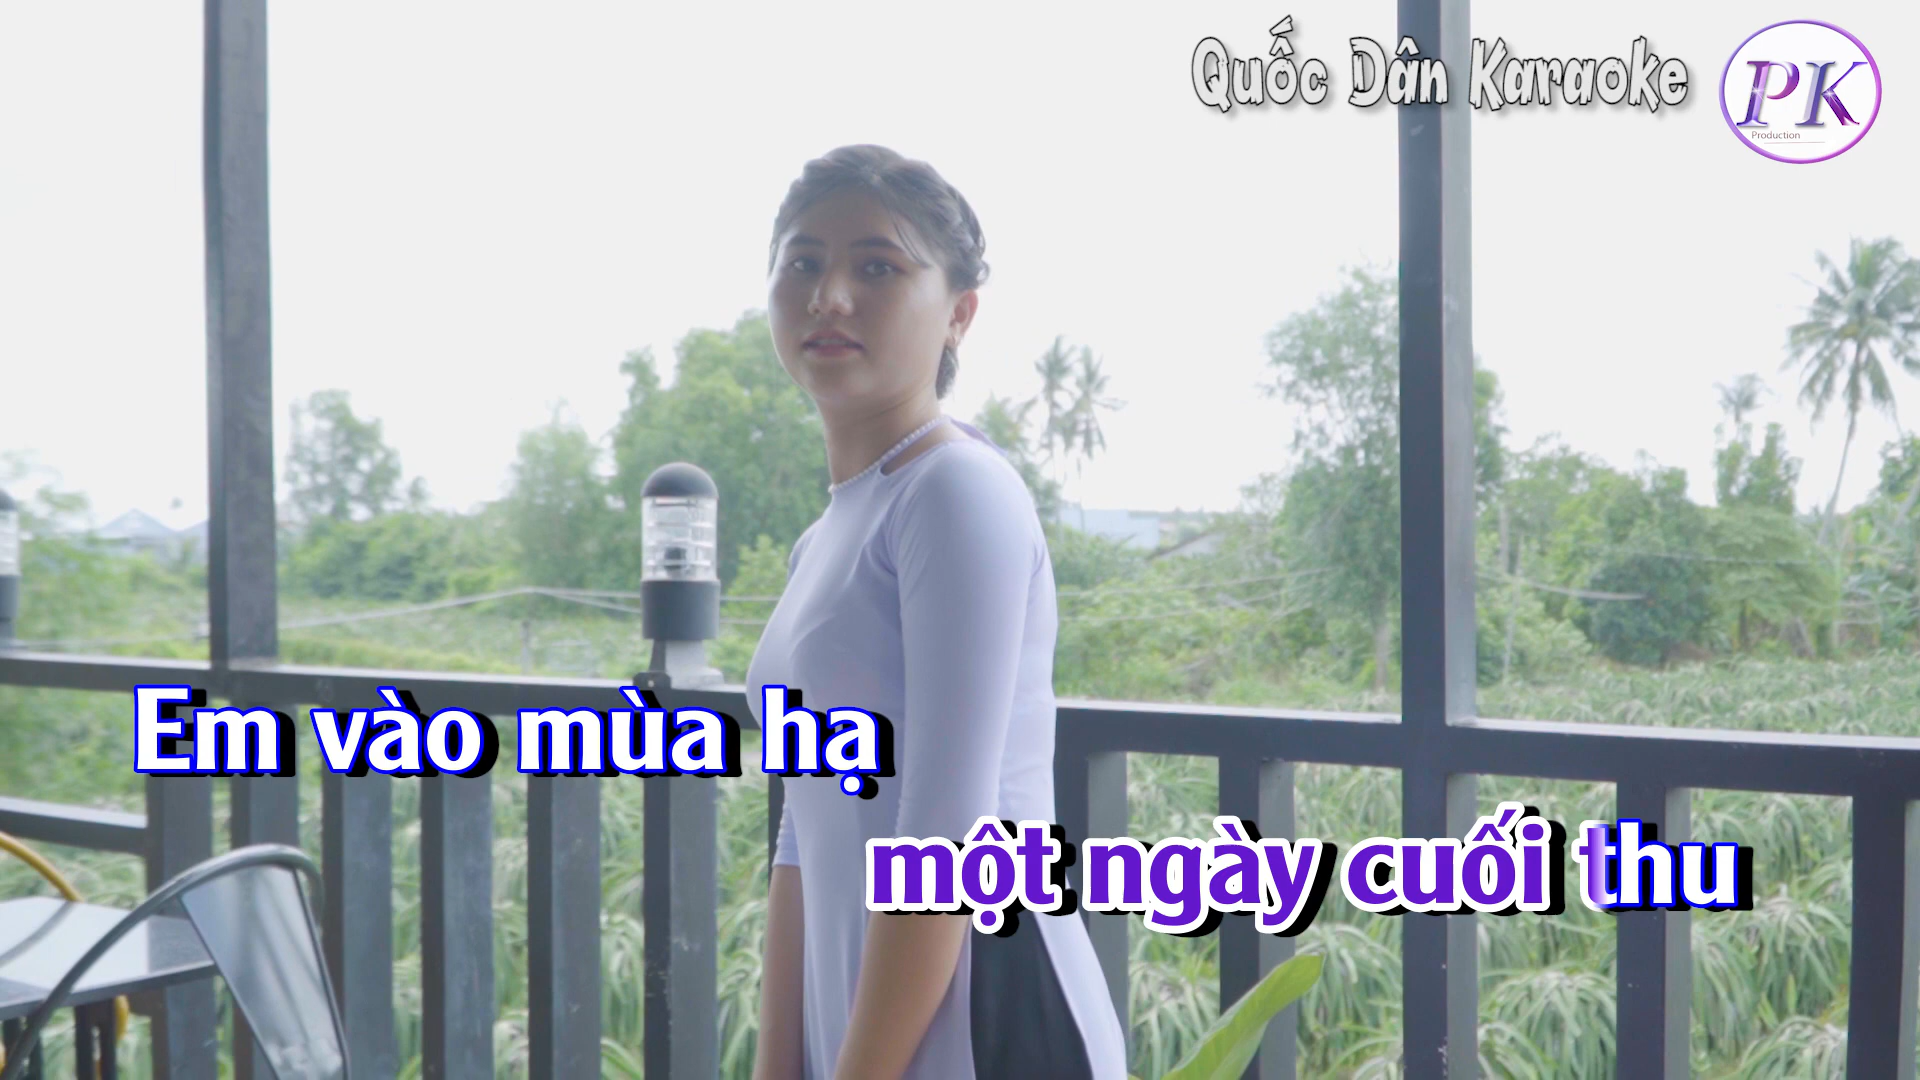 Quốc Dân Karaoke
PK
Production
Em vào mùa hạ
một ngày cuối thu